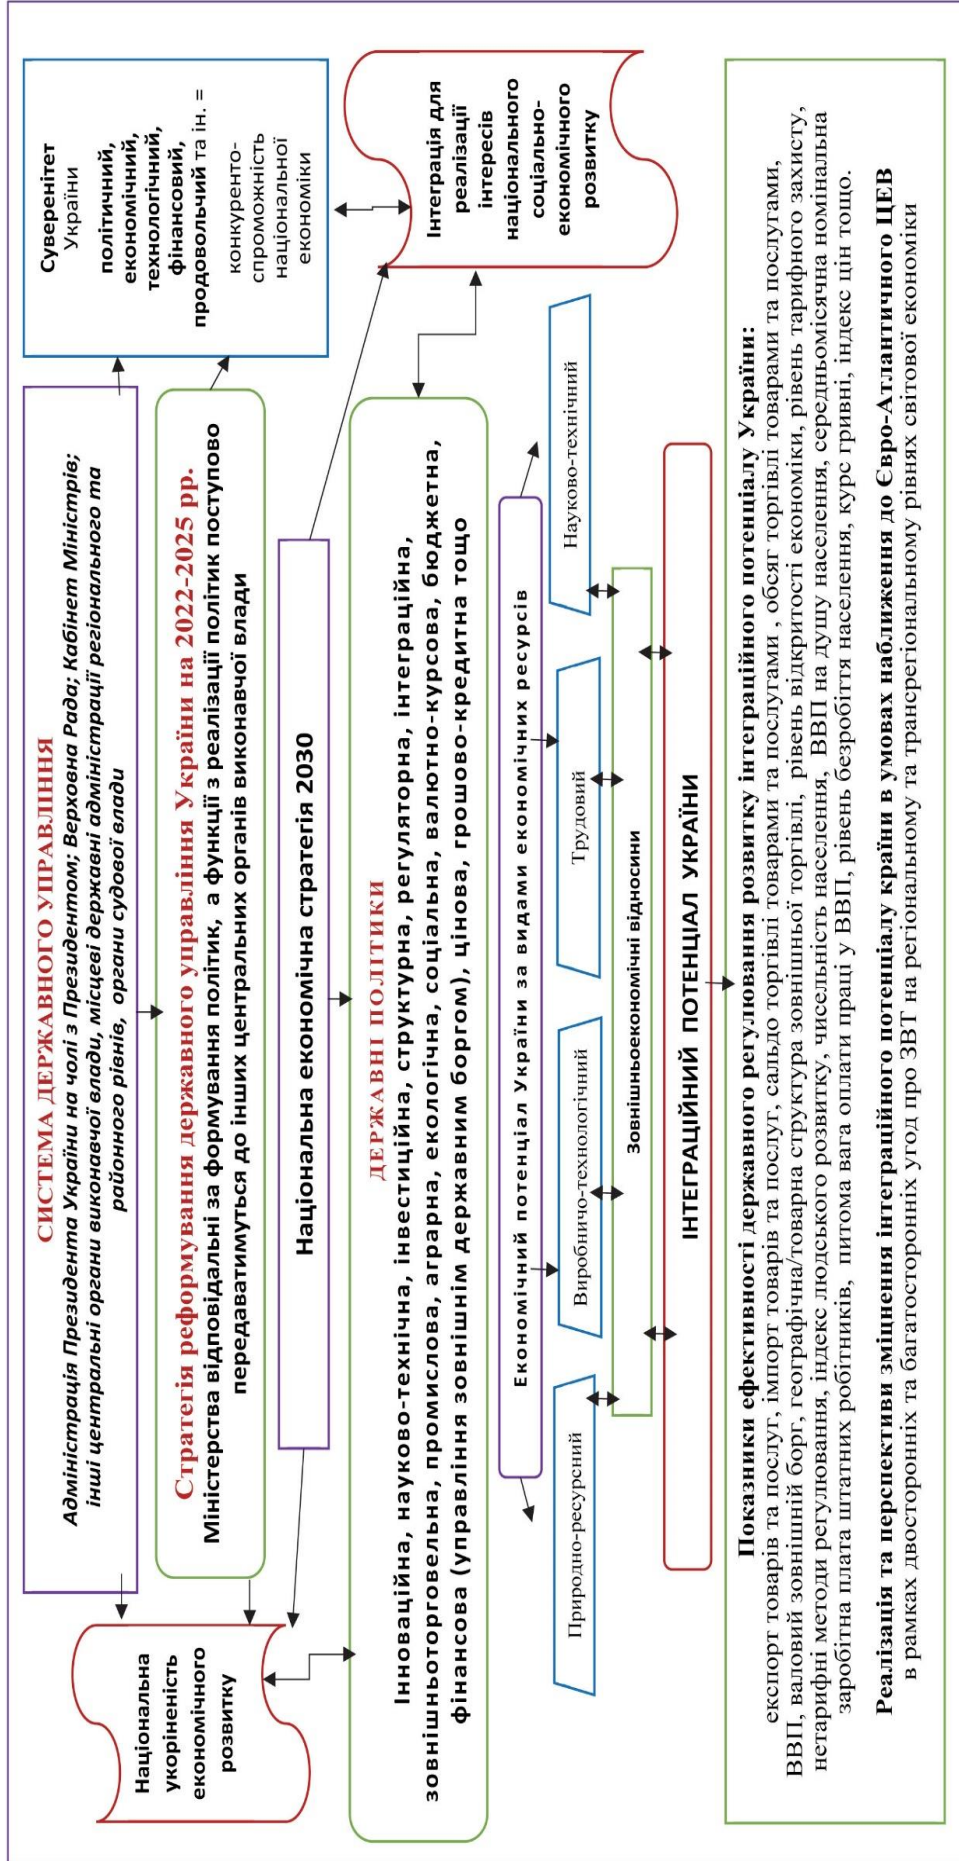 СИСТЕМА ДЕРЖАВНОГО УПРАВЛІННЯ
Адміністрація Президента України на чолі з Президентом; Верховна Рада; Кабінет Міністрів;
інші центральні органи виконавчої влади, місцеві державні адміністрації регіонального та
районного рівнів, органи судової влади
Суверенітет
України
політичний,
економічний,
технологічний,
фінансовий,
продовольчий та ін. =
конкуренто-
спроможність
національної
економіки
Стратегія реформування державного управління України на 2022-2025 рр.
Міністерства відповідальні за формування політик, а функції з реалізації політик поступово
передаватимуться до інших центральних органів виконавчої влади
Національна
укоріненість
економічного
розвитку
Національна економічна стратегія 2030
Інтеграція для
реалізації
інтересів
національного
соціально-
економічного
розвитку
ДЕРЖАВНІ ПОЛІТИКИ
Інноваційна, науково-технічна, інвестиційна, структурна, регуляторна, інтеграційна,
зовнішньоторговельна, промислова, аграрна, екологічна, соціальна, валютно-курсова, бюджетна,
фінансова (управління зовнішнім державним боргом), цінова, грошово-кредитна тощо
Економічний потенціал України за видами економічних ресурсів
Природно-ресурсний
Виробничо-технологічний
Трудовий
Науково-технічний
Зовнішньоекономічні відносини
ІНТЕГРАЦІЙНИЙ ПОТЕНЦІАЛ УКРАЇНИ
Показники ефективності державного регулювання розвитку інтеграційного потенціалу України:
експорт товарів та послуг, імпорт товарів та послуг, сальдо торгівлі товарами та послугами , обсяг торгівлі товарами та послугами,
ВВП, валовий зовнішній борг, географічна/товарна структура зовнішньої торгівлі, рівень відкритості економіки, рівень тарифного захисту,
нетарифні методи регулювання, індекс людського розвитку, чисельність населення, ВВП на душу населення, середньомісячна номінальна
заробітна плата штатних робітників, питома вага оплати праці у ВВП, рівень безробіття населення, курс гривні, індекс цін тощо.
Реалізація та перспективи зміцнення інтеграційного потенціалу країни в умовах наближення до Євро-Атлантичного ЦЕВ
в рамках двосторонніх та багатосторонніх угод про ЗВТ на регіональному та трансрегіональному рівнях світової економіки